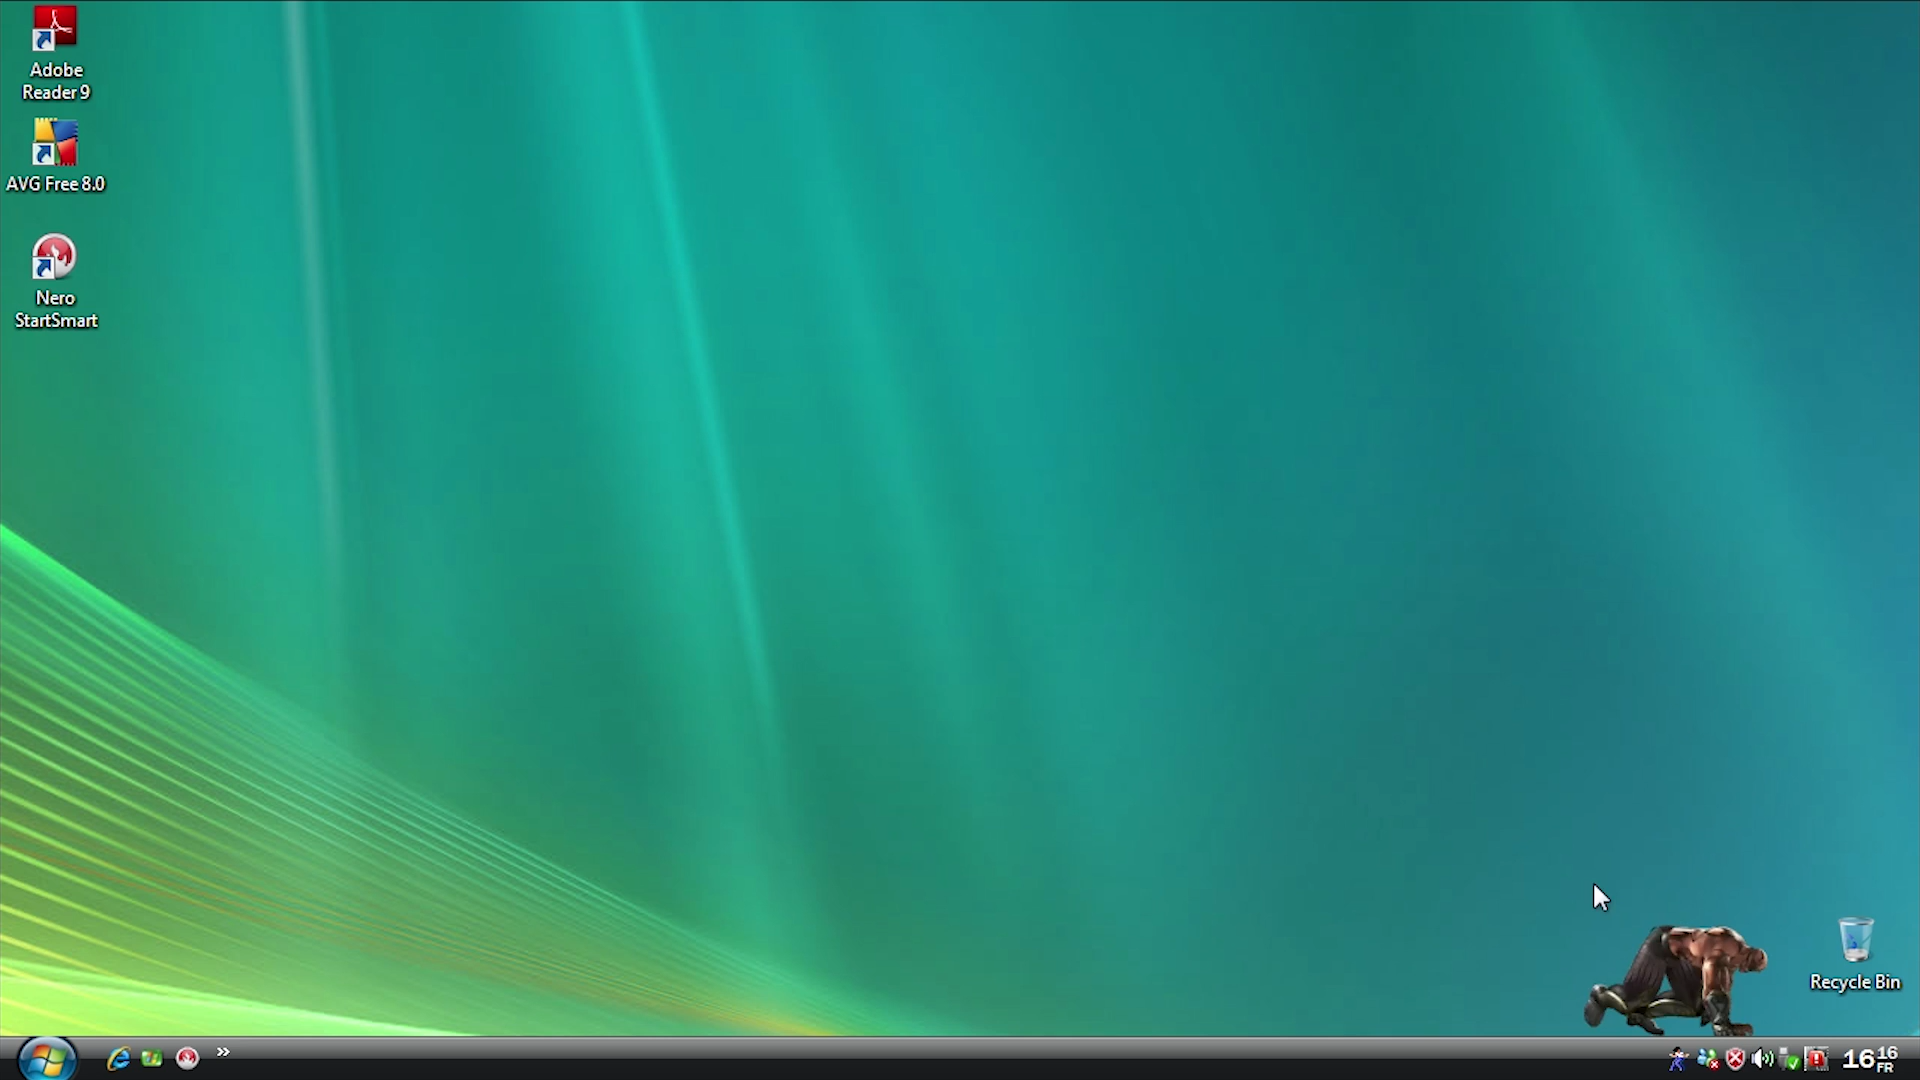 Adobe
Reader 9
AVG Free 8.0
Nero
StartSmart
Recycle Bin
16 16
FR